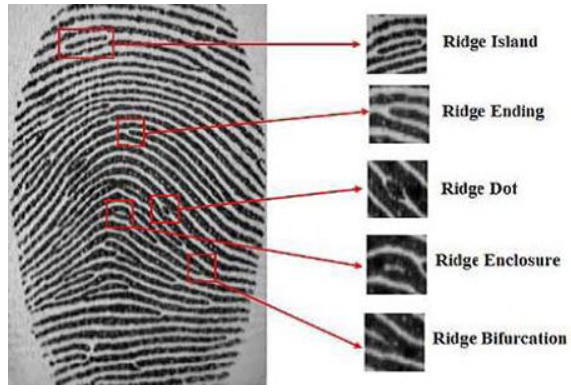 Ridge Island
Ridge Ending
Ridge Dot
Ridge Enclosure
Ridge Bifurcation